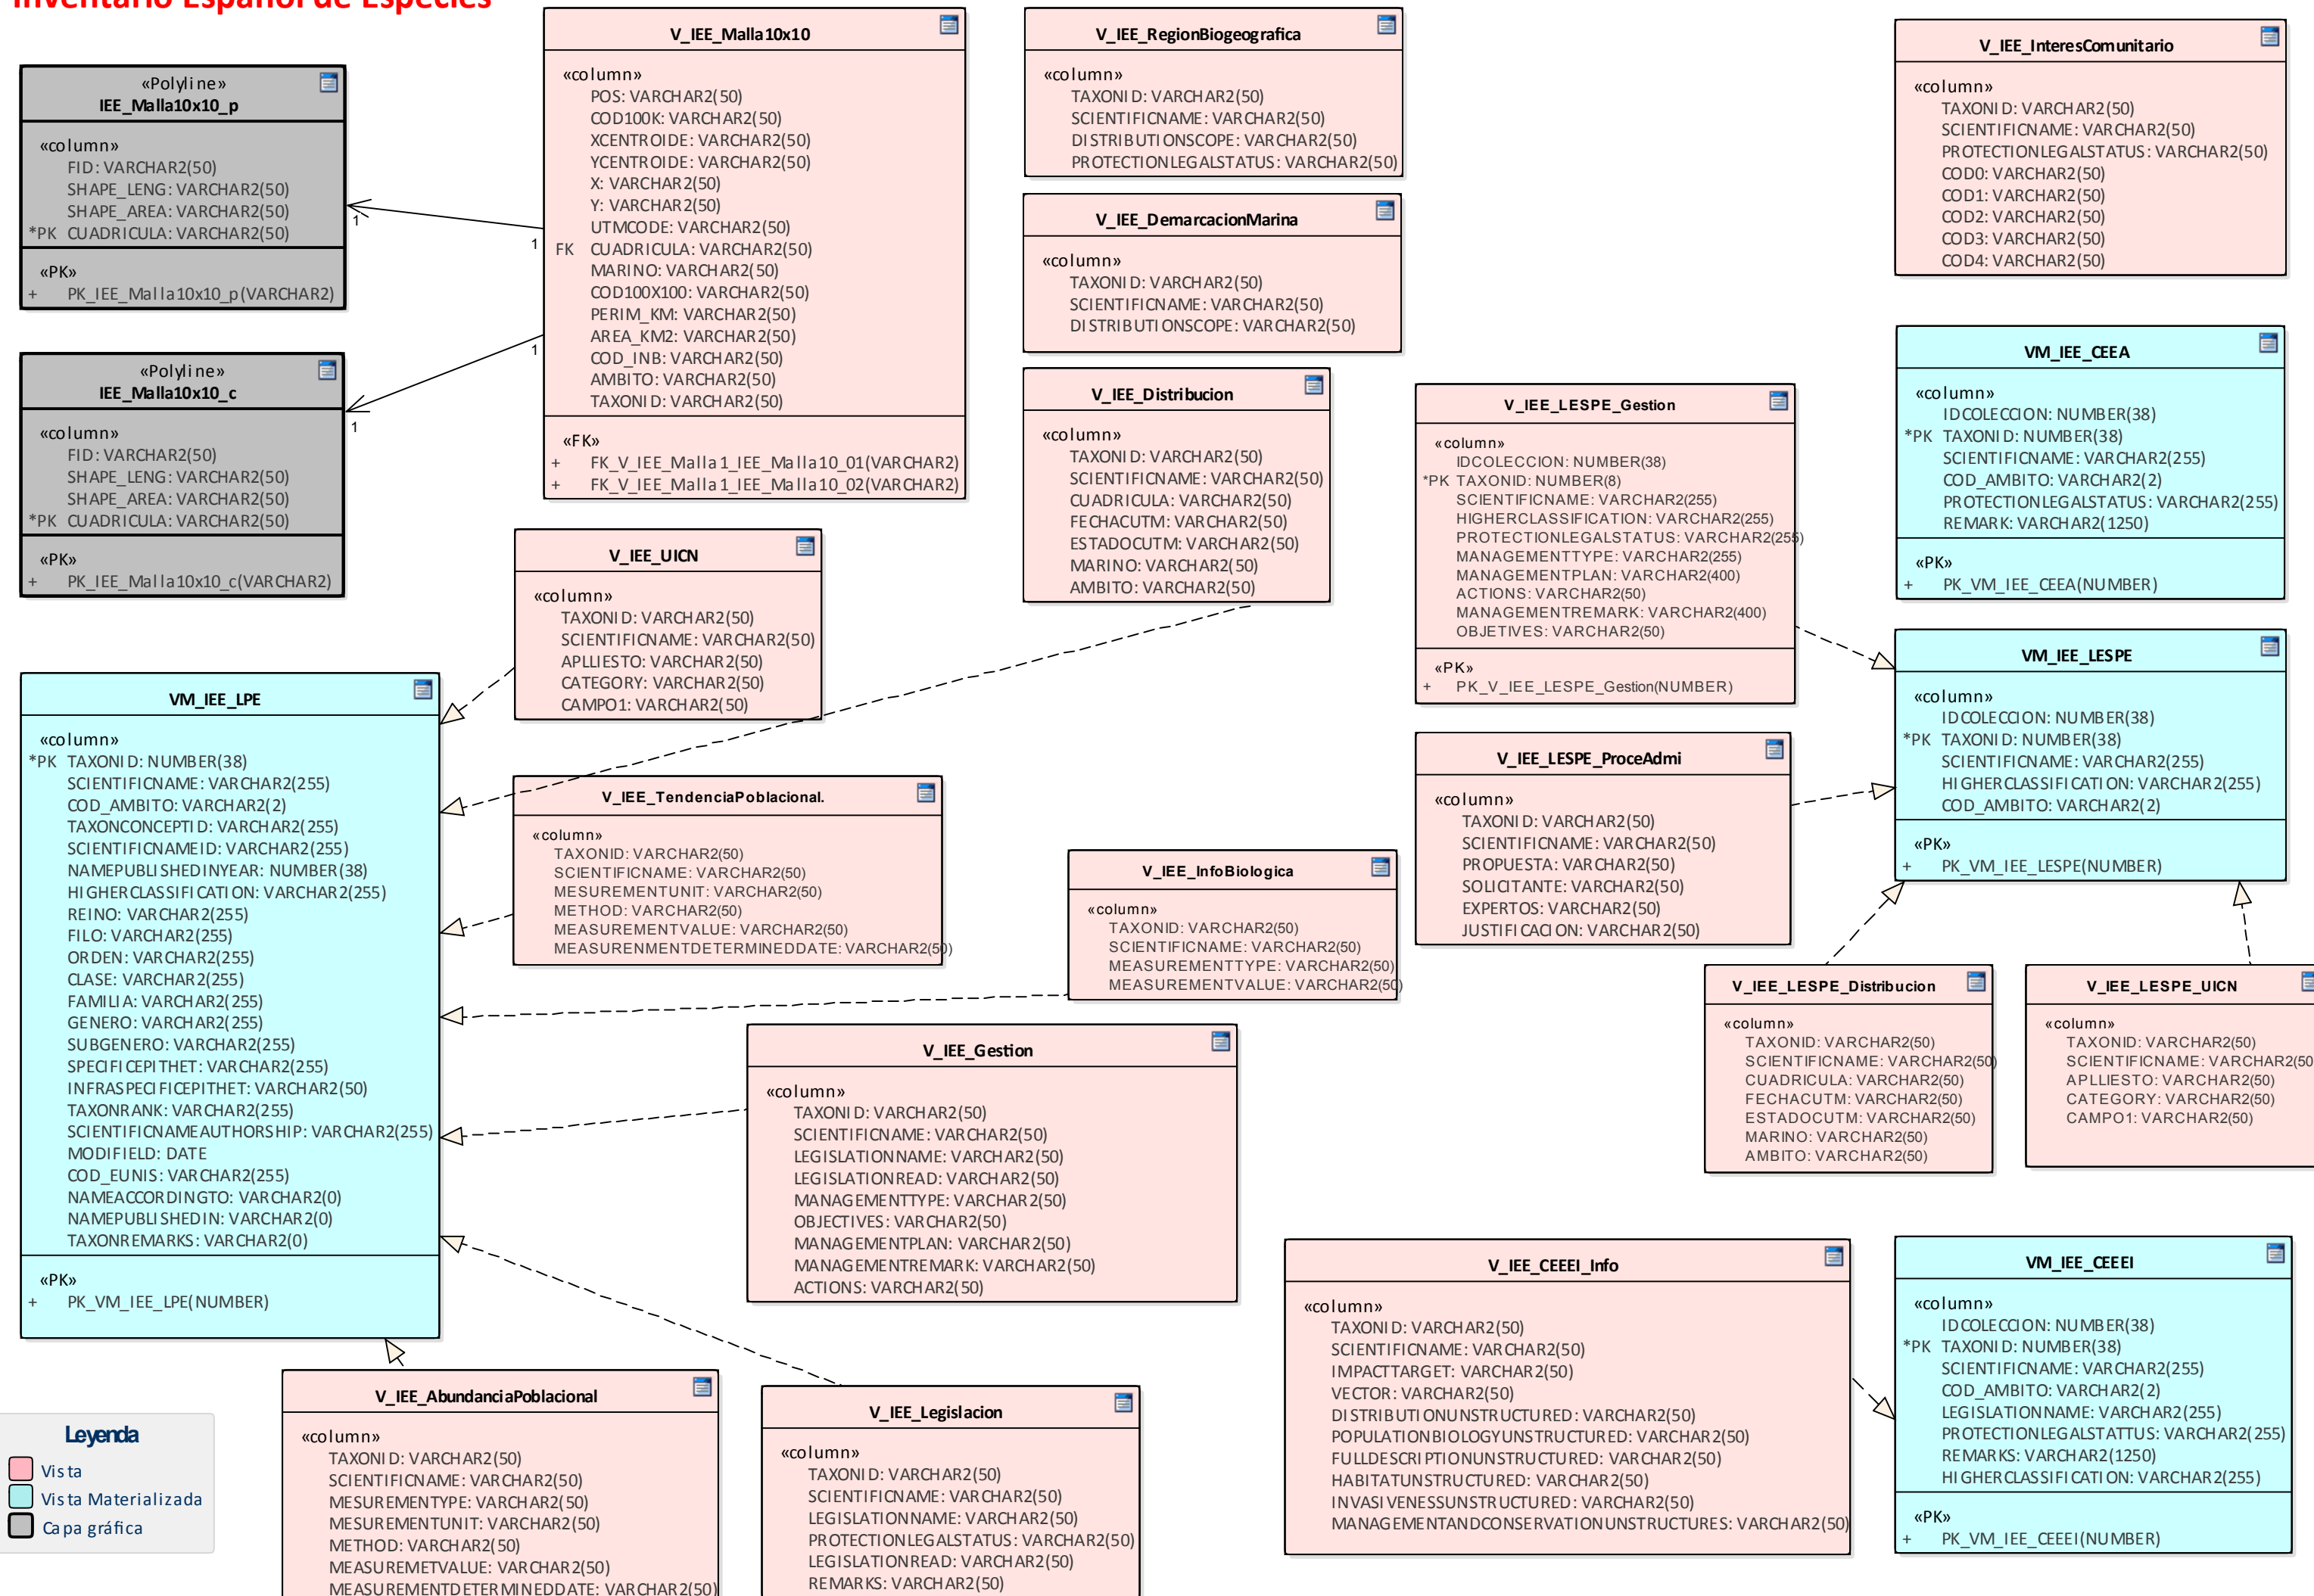 Inventario Español de Especies
«Polyline»
IEE_Malla10x10_p
«column»
FID: VARCHAR2(50)
SHAPE_LENG: VARCHAR2(50)
SHAPE_AREA: VARCHAR2(50)
*PK CUADRICULA: VARCHAR2(50)
«PK»
+ PK_IEE_Malla10x10_p(VARCHAR2)
«Polyline»
IEE_Malla10x10_c
«column»
FID: VARCHAR2(50)
SHAPE_LENG: VARCHAR2(50)
SHAPE_AREA: VARCHAR2(50)
*PK CUADRICULA: VARCHAR2(50)
«PK»
+ PK_IEE_Malla10x10_c(VARCHAR2)
1
1
1
1
V_IEE_Malla10x10
«column»
POS: VARCHAR2(50)
COD100K: VARCHAR2(50)
XCENTROIDE: VARCHAR2(50)
YCENTROIDE: VARCHAR2(50)
X: VARCHAR2(50)
Y: VARCHAR2(50)
UTMCODE: VARCHAR2(50)
FK CUADRICULA: VARCHAR2(50)
MARINO: VARCHAR2(50)
COD100X100: VARCHAR2(50)
PERIM_KM: VARCHAR2(50)
AREA_KM2: VARCHAR2(50)
COD_INB: VARCHAR2(50)
AMBITO: VARCHAR2(50)
TAXONID: VARCHAR2(50)
«FK»
+ FK_V_IEE_Malla1_IEE_Malla10_01(VARCHAR2)
+ FK_V_IEE_Malla1_IEE_Malla10_02(VARCHAR2)
V_IEE_RegionBiogeografica
«column»
TAXONID: VARCHAR2(50)
SCIENTIFICNAME: VARCHAR2(50)
DISTRIBUTIONSCOPE: VARCHAR2(50)
PROTECTIONLEGALSTATUS: VARCHAR2(50)
V_IEE_DemarcacionMarina
«column»
TAXONID: VARCHAR2(50)
SCIENTIFICNAME: VARCHAR2(50)
DISTRIBUTIONSCOPE: VARCHAR2(50)
V_IEE_Distribucion
«column»
TAXONID: VARCHAR2(50)
SCIENTIFICNAME: VARCHAR2(50)
CUADRICULA: VARCHAR2(50)
FECHACUTM: VARCHAR2(50)
ESTADOCUTM: VARCHAR2(50)
MARINO: VARCHAR2(50)
AMBITO: VARCHAR2(50)
V_IEE_InteresComunitario
«column»
TAXONID: VARCHAR2(50)
SCIENTIFICNAME: VARCHAR2(50)
PROTECTIONLEGALSTATUS: VARCHAR2(50)
COD0: VARCHAR2(50)
COD1: VARCHAR2(50)
COD2: VARCHAR2(50)
COD3: VARCHAR2(50)
COD4: VARCHAR2(50)
VM_IEE_CEEA
«column»
IDCOLECCION: NUMBER(38)
*PK TAXONID: NUMBER(38)
SCIENTIFICNAME: VARCHAR2(255)
COD_AMBITO: VARCHAR2(2)
PROTECTIONLEGALSTATUS: VARCHAR2(255)
REMARK: VARCHAR2(1250)
«PK»
+ PK_VM_IEE_CEEA(NUMBER)
V_IEE_LESPE_Gestion
«column»
IDCOLECCION: NUMBER(38)
*PK TAXONID: NUMBER(8)
SCIENTIFICNAME: VARCHAR2(255)
HIGHERCLASSIFICATION: VARCHAR2(255)
PROTECTIONLEGALSTATUS: VARCHAR2(255)
MANAGEMENTTYPE: VARCHAR2(255)
MANAGEMENTPLAN: VARCHAR2(400)
ACTIONS: VARCHAR2(50)
MANAGEMENTREMARK: VARCHAR2(400)
OBJETIVES: VARCHAR2(50)
«PK»
+ PK_V_IEE_LESPE_Gestion(NUMBER)
V_IEE_UICN
«column»
TAXONID: VARCHAR2(50)
SCIENTIFICNAME: VARCHAR2(50)
APLLIESTO: VARCHAR2(50)
CATEGORY: VARCHAR2(50)
CAMPO1: VARCHAR2(50)
VM_IEE_LPE
«column»
*PK TAXONID: NUMBER(38)
SCIENTIFICNAME: VARCHAR2(255)
COD_AMBITO: VARCHAR2(2)
TAXONCONCEPTID: VARCHAR2(255)
SCIENTIFICNAMEID: VARCHAR2(255)
NAMEPUBLISHEDINYEAR: NUMBER(38)
HIGHERCLASSIFICATION: VARCHAR2(255)
REINO: VARCHAR2(255)
FILO: VARCHAR2(255)
ORDEN: VARCHAR2(255)
CLASE: VARCHAR2(255)
FAMILIA: VARCHAR2(255)
GENERO: VARCHAR2(255)
SUBGENERO: VARCHAR2(255)
SPECIFICEPITHET: VARCHAR2(255)
INFRASPECIFICEPITHET: VARCHAR2(50)
TAXONRANK: VARCHAR2(255)
SCIENTIFICNAMEAUTHORSHIP: VARCHAR2(255)
MODIFIELD: DATE
COD_EUNIS: VARCHAR2(255)
NAMEACCORDINGTO: VARCHAR2(0)
NAMEPUBLISHEDIN: VARCHAR2(0)
TAXONREMARKS: VARCHAR2(0)
«PK»
+ PK_VM_IEE_LPE(NUMBER)
V_IEE_TendenciaPoblacional.
«column»
TAXONID: VARCHAR2(50)
SCIENTIFICNAME: VARCHAR2(50)
MESUREMENTUNIT: VARCHAR2(50)
METHOD: VARCHAR2(50)
MEASUREMENTVALUE: VARCHAR2(50)
MEASURENMENTDETERMINEDDATE: VARCHAR2(50)
V_IEE_InfoBiologica
«column»
TAXONID: VARCHAR2(50)
SCIENTIFICNAME: VARCHAR2(50)
MEASUREMENTTYPE: VARCHAR2(50)
MEASUREMENTVALUE: VARCHAR2(50)
V_IEE_LESPE_ProceAdmi
«column»
TAXONID: VARCHAR2(50)
SCIENTIFICNAME: VARCHAR2(50)
PROPUESTA: VARCHAR2(50)
SOLICITANTE: VARCHAR2(50)
EXPERTOS: VARCHAR2(50)
JUSTIFICACION: VARCHAR2(50)
VM_IEE_LESPE
«column»
IDCOLECCION: NUMBER(38)
*PK TAXONID: NUMBER(38)
SCIENTIFICNAME: VARCHAR2(255)
HIGHERCLASSIFICATION: VARCHAR2(255)
COD_AMBITO: VARCHAR2(2)
«PK»
+ PK_VM_IEE_LESPE(NUMBER)
V_IEE_LESPE_Distribucion
«column»
TAXONID: VARCHAR2(50)
SCIENTIFICNAME: VARCHAR2(50)
CUADRICULA: VARCHAR2(50)
FECHACUTM: VARCHAR2(50)
ESTADOCUTM: VARCHAR2(50)
MARINO: VARCHAR2(50)
AMBITO: VARCHAR2(50)
V_IEE_LESPE_UICN
«column»
TAXONID: VARCHAR2(50)
SCIENTIFICNAME: VARCHAR2(50
APLLIESTO: VARCHAR2(50)
CATEGORY: VARCHAR2(50)
CAMPO1: VARCHAR2(50)
V_IEE_Gestion
«column»
TAXONID: VARCHAR2(50)
SCIENTIFICNAME: VARCHAR2(50)
LEGISLATIONNAME: VARCHAR2(50)
LEGISLATIONREAD: VARCHAR2(50)
MANAGEMENTTYPE: VARCHAR2(50)
OBJECTIVES: VARCHAR2(50)
MANAGEMENTPLAN: VARCHAR2(50)
MANAGEMENTREMARK: VARCHAR2(50)
ACTIONS: VARCHAR2(50)
V_IEE_CEEEI_Info
«column»
TAXONID: VARCHAR2(50)
SCIENTIFICNAME: VARCHAR2(50)
IMPACTTARGET: VARCHAR2(50)
VECTOR: VARCHAR2(50)
DISTRIBUTIONUNSTRUCTURED: VARCHAR2(50)
POPULATIONBIOLOGYUNSTRUCTURED: VARCHAR2(50)
FULLDESCRIPTIONUNSTRUCTURED: VARCHAR2(50)
HABITATUNSTRUCTURED: VARCHAR2(50)
INVASIVENESSUNSTRUCTURED: VARCHAR2(50)
MANAGEMENTANDCONSERVATIONUNSTRUCTURES: VARCHAR2(50)
VM_IEE_CEEEI
«column»
IDCOLECCION: NUMBER(38)
*PK TAXONID: NUMBER(38)
SCIENTIFICNAME: VARCHAR2(255)
COD_AMBITO: VARCHAR2(2)
LEGISLATIONNAME: VARCHAR2(255)
PROTECTIONLEGALSTATTUS: VARCHAR2(255)
REMARKS: VARCHAR2(1250)
HIGHERCLASSIFICATION: VARCHAR2(255)
«PK»
+ PK_VM_IEE_CEEEI(NUMBER)
V_IEE_AbundanciaPoblacional
«column»
TAXONID: VARCHAR2(50)
SCIENTIFICNAME: VARCHAR2(50)
MESUREMENTYPE: VARCHAR2(50)
MESUREMENTUNIT: VARCHAR2(50)
METHOD: VARCHAR2(50)
MEASUREMETVALUE: VARCHAR2(50)
MEASUREMENTDETERMINEDDATE: VARCHAR2(50)
V_IEE_Legislacion
«column»
TAXONID: VARCHAR2(50)
SCIENTIFICNAME: VARCHAR2(50)
LEGISLATIONNAME: VARCHAR2(50)
PROTECTIONLEGALSTATUS: VARCHAR2(50)
LEGISLATIONREAD: VARCHAR2(50)
REMARKS: VARCHAR2(50)
Leyenda
Vista
Vista Materializada
Capa gráfica